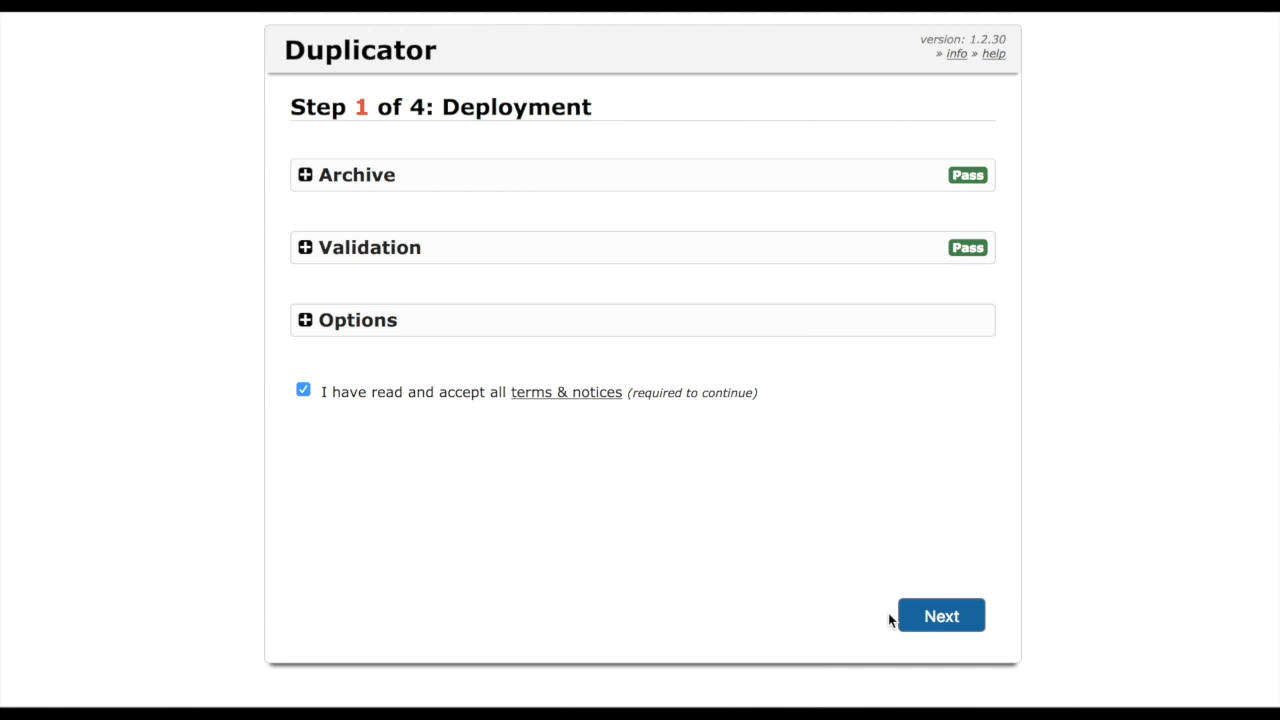 Duplicator
version: 1.2.30
» info » help
Step 1 of 4: Deployment
Archive
Pass
Validation
Pass
Options
I have read and accept all terms & notices (required to continue)
Next